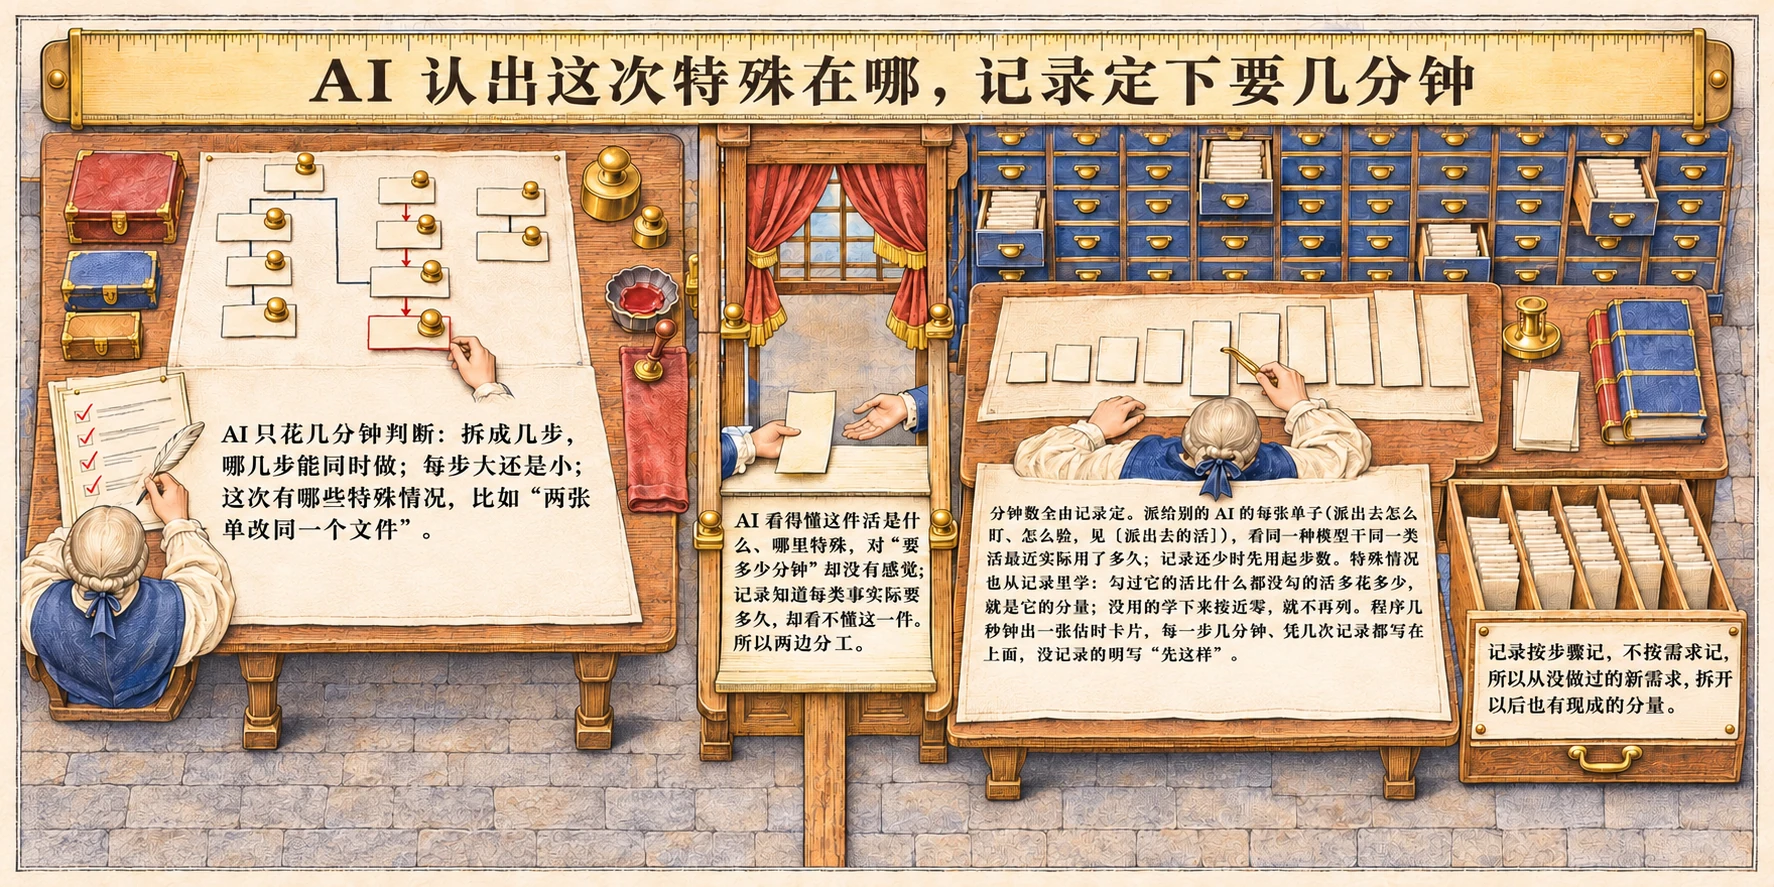 AI 认出这次特殊在哪，记录定下要几分钟
AI 只花几分钟判断：拆成几步，
哪几步能同时做；每步大还是小；
这次有哪些特殊情况，比如“两张
单改同一个文件”。
AI 看得懂这件活是什
么、哪里特殊，对“要
多少分钟”却没有感觉；
记录知道每类事实际要
多久，却看不懂这一件。
所以两边分工。
分钟数全由记录定。派给别的 AI 的每张单子（派出去怎么
盯、怎么验，见〔派出去的活〕），看同一种模型干同一类
活最近实际用了多久；记录还少时先用起步数。特殊情况
也从记录里学：勾过它的活比什么都没勾的活多花多少，
就是它的分量；没用的学下来按近零，就不再列。程序几
秒钟出一张估时卡片，每一步几分钟、凭几次记录都写在
上面，没记录的明写“先这样”。
记录按步骤记，不按需求记，
所以从没做过的新需求，拆开
以后也有现成的分量。